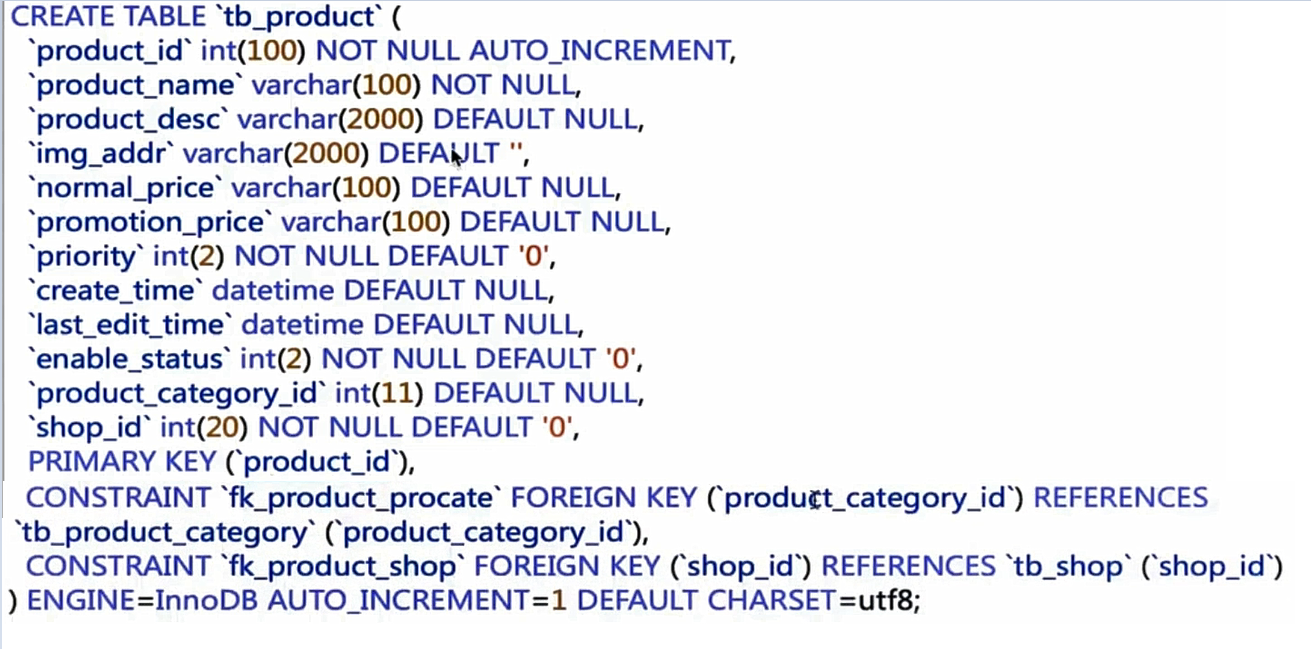 CREATE TABLE `tb_product` (
`product_id` int(100) NOT NULL AUTO_INCREMENT,
`product_name` varchar(100) NOT NULL,
`product_desc` varchar(2000) DEFAULT NULL,
`img_addr` varchar(2000) DEFAULT '',
`normal_price` varchar(100) DEFAULT NULL,
`promotion_price` varchar(100) DEFAULT NULL,
`priority` int(2) NOT NULL DEFAULT '0',
`create_time` datetime DEFAULT NULL,
`last_edit_time` datetime DEFAULT NULL,
`enable_status` int(2) NOT NULL DEFAULT '0',
`product_category_id` int(11) DEFAULT NULL,
`shop_id` int(20) NOT NULL DEFAULT '0',
PRIMARY KEY (`product_id`),
CONSTRAINT `fk_product_procate` FOREIGN KEY (`product_category_id`) REFERENCES
`tb_product_category` (`product_category_id`),
CONSTRAINT `fk_product_shop` FOREIGN KEY (`shop_id`) REFERENCES `tb_shop` (`shop_id`)
) ENGINE=InnoDB AUTO_INCREMENT=1 DEFAULT CHARSET=utf8;